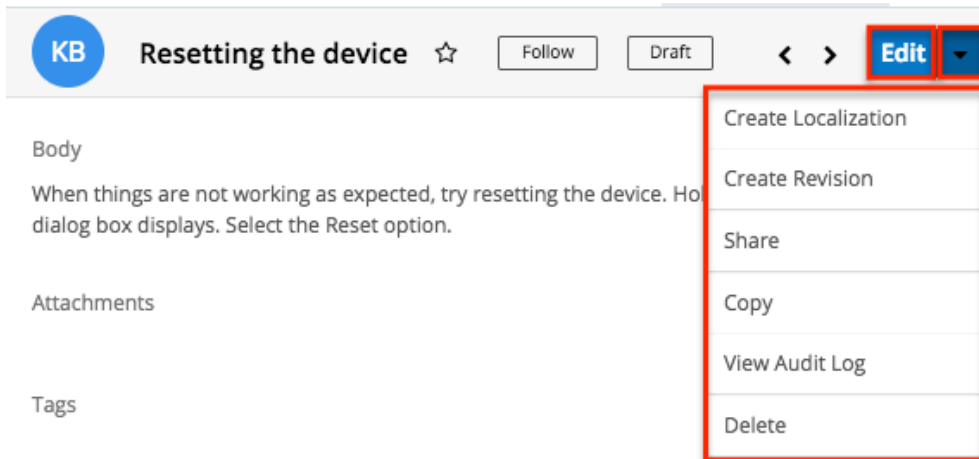 KB Resetting the device Follow Draft Edit
Create Localization
Body
Create Revision
When things are not working as expected, try resetting the device.
dialog box displays. Select the Reset option.
Share
Attachments
Copy
View Audit Log
Tags
Delete